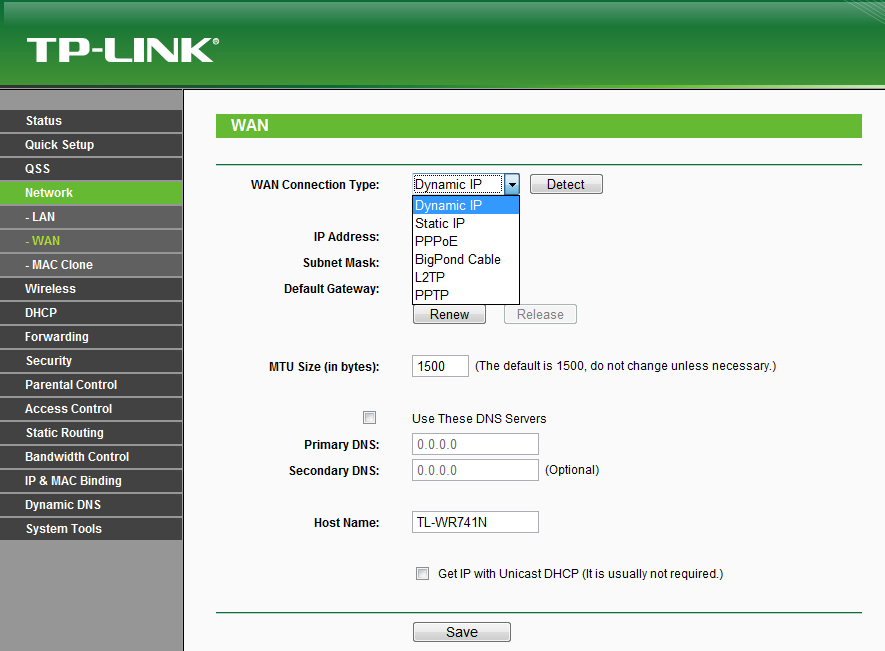 TP-LINK®
Status
Quick Setup
QSS
Network
- LAN
- WAN
- MAC Clone
Wireless
DHCP
Forwarding
Security
Parental Control
Access Control
Static Routing
Bandwidth Control
IP & MAC Binding
Dynamic DNS
System Tools
WAN
WAN Connection Type: Dynamic IP Detect
Dynamic IP
Static IP
PPPoE
BigPond Cable
L2TP
PPTP
IP Address:
Subnet Mask:
Default Gateway:
Renew Release
MTU Size (in bytes): 1500 (The default is 1500, do not change unless necessary.)
Use These DNS Servers
Primary DNS: 0.0.0.0
Secondary DNS: 0.0.0.0 (Optional)
Host Name: TL-WR741N
Get IP with Unicast DHCP (It is usually not required.)
Save